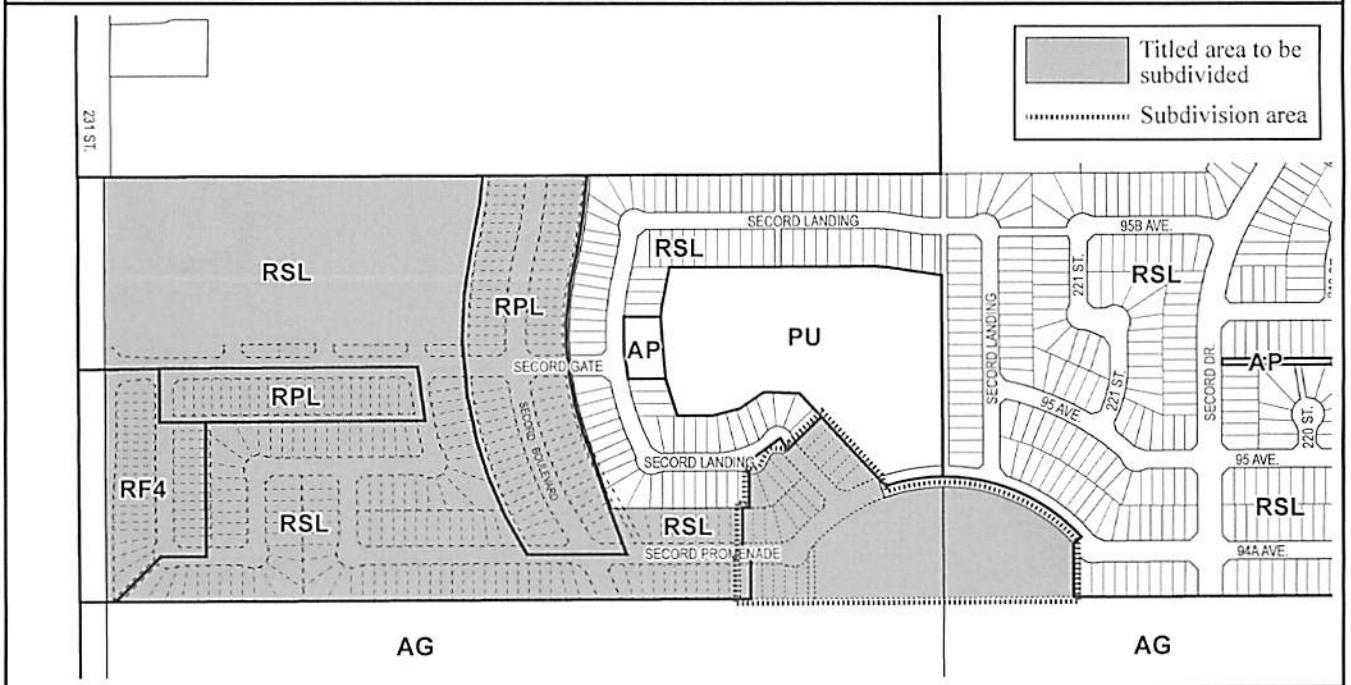 Titled area to be
subdivided
Subdivision area
231 ST.
SECORD LANDING
95B AVE.
RSL
RSL
RSL
221 ST.
RPL
SECORD LANDING
AP
PU
SECORD DR.
SECORD GATE
AP
RPL
221 ST.
95 AVE.
220 ST.
SECORD BOULEVARD
SECORD LANDING
95 AVE.
RF4
RSL
RSL
RSL
SECORD PROMENADE
94A AVE.
AG
AG